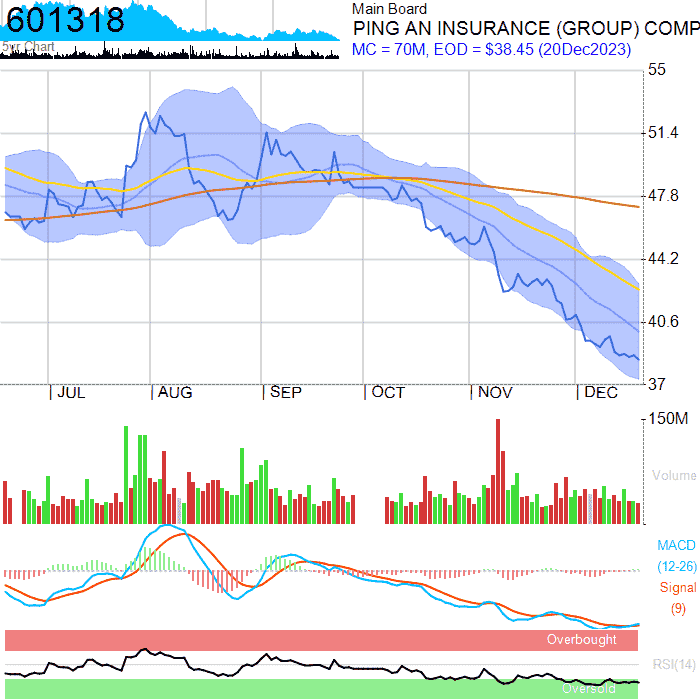 601318
5yr Chart
Main Board
PING AN INSURANCE (GROUP) COMP
MC = 70M, EOD = $38.45 (20Dec2023)
55
51.4
47.8
44.2
40.6
37
JUL
AUG
SEP
OCT
NOV
DEC
150M
Volume
MACD
(12-26)
Signal
(9)
Overbought
RSI(14)
Oversold